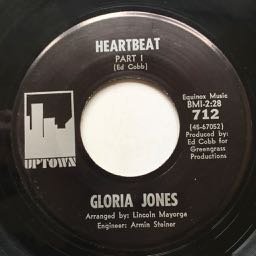 HEARTBEAT
PART I
(Ed Cobb)
Equinox Music
BMI-2:28
712
(45-67052)
Produced by:
Ed Cobb for
Greengrass
Productions
UPTOWN
GLORIA JONES
Arranged by: Lincoln Mayorga
Engineer: Armin Steiner